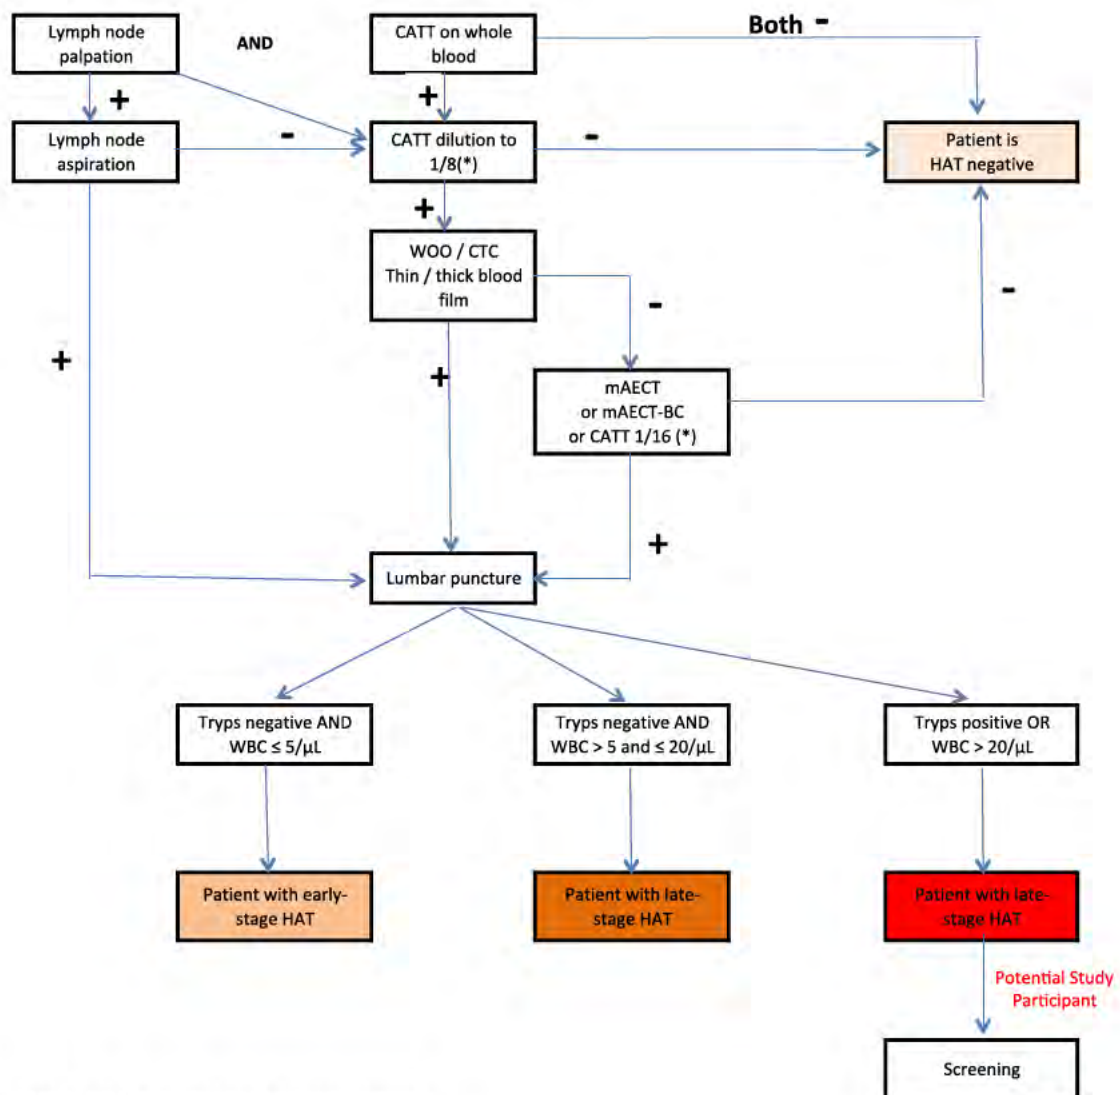 Lymph node
palpation
AND
CATT on whole
blood
Both -
+
+
Lymph node
aspiration
-
CATT dilution to
1/8(*)
-
Patient is
HAT negative
+
WOO / CTC
Thin / thick blood
film
-
-
+
+
mAECT
or mAECT-BC
or CATT 1/16 (*)
+
Lumbar puncture
Tryps negative AND
WBC ≤ 5/µL
Tryps negative AND
WBC > 5 and ≤ 20/µL
Tryps positive OR
WBC > 20/µL
Patient with early-
stage HAT
Patient with late-
stage HAT
Patient with late-
stage HAT
Potential Study
Participant
Screening